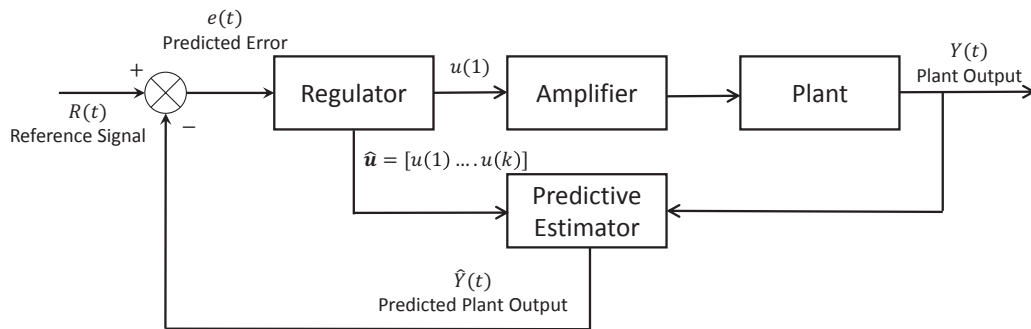 e(t)
Predicted Error
Y(t)
Plant Output
+
Regulator
u(1)
Amplifier
Plant
R(t)
Reference Signal
−
û = [u(1) .... u(k)]
Predictive
Estimator
Ŷ(t)
Predicted Plant Output